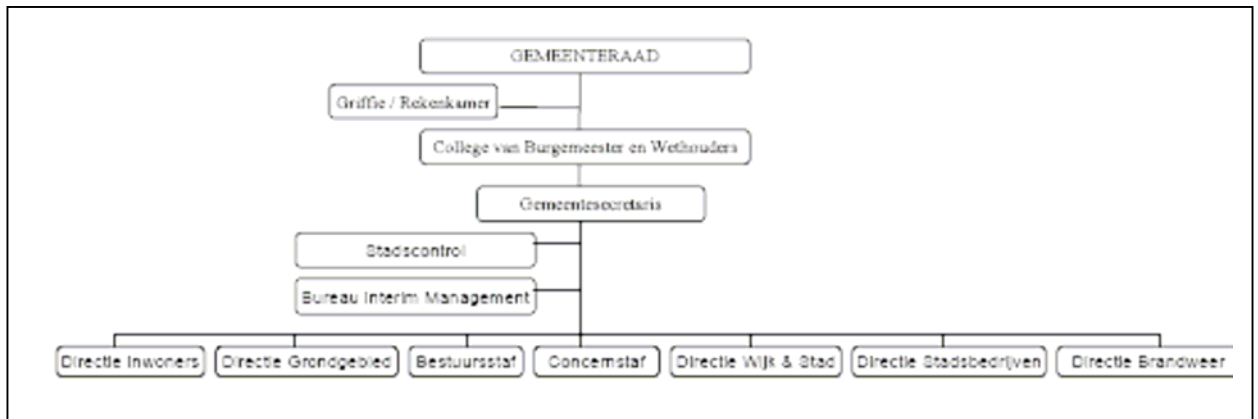 GEMEENTERAAD
Griffie / Rekenkamer
College van Burgemeester en Wethouders
Gemeentesecretaris
Stadscontrol
Bureau Interim Management
Directie Inwoners Directie Grondgebied Bestuursstaf Concernstaf Directie Wijk & Stad Directie Stadsbedrijven Directie Brandweer